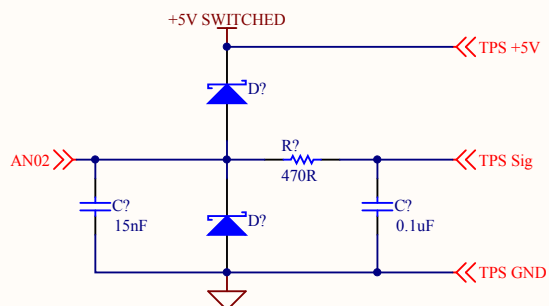 +5V SWITCHED
TPS +5V
D?
R?
AN02
TPS Sig
470R
C?
D?
C?
15nF
0.1uF
TPS GND